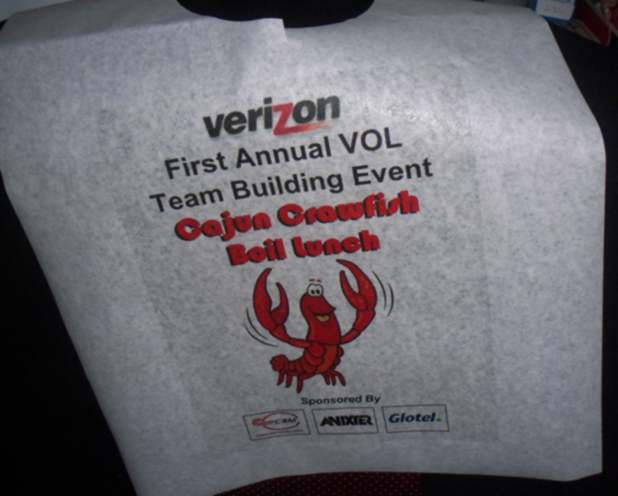 verizon
First Annual VOL
Team Building Event
Cajun Crawfish
Boil Lunch
Sponsored By
ANIXTER Glotel.